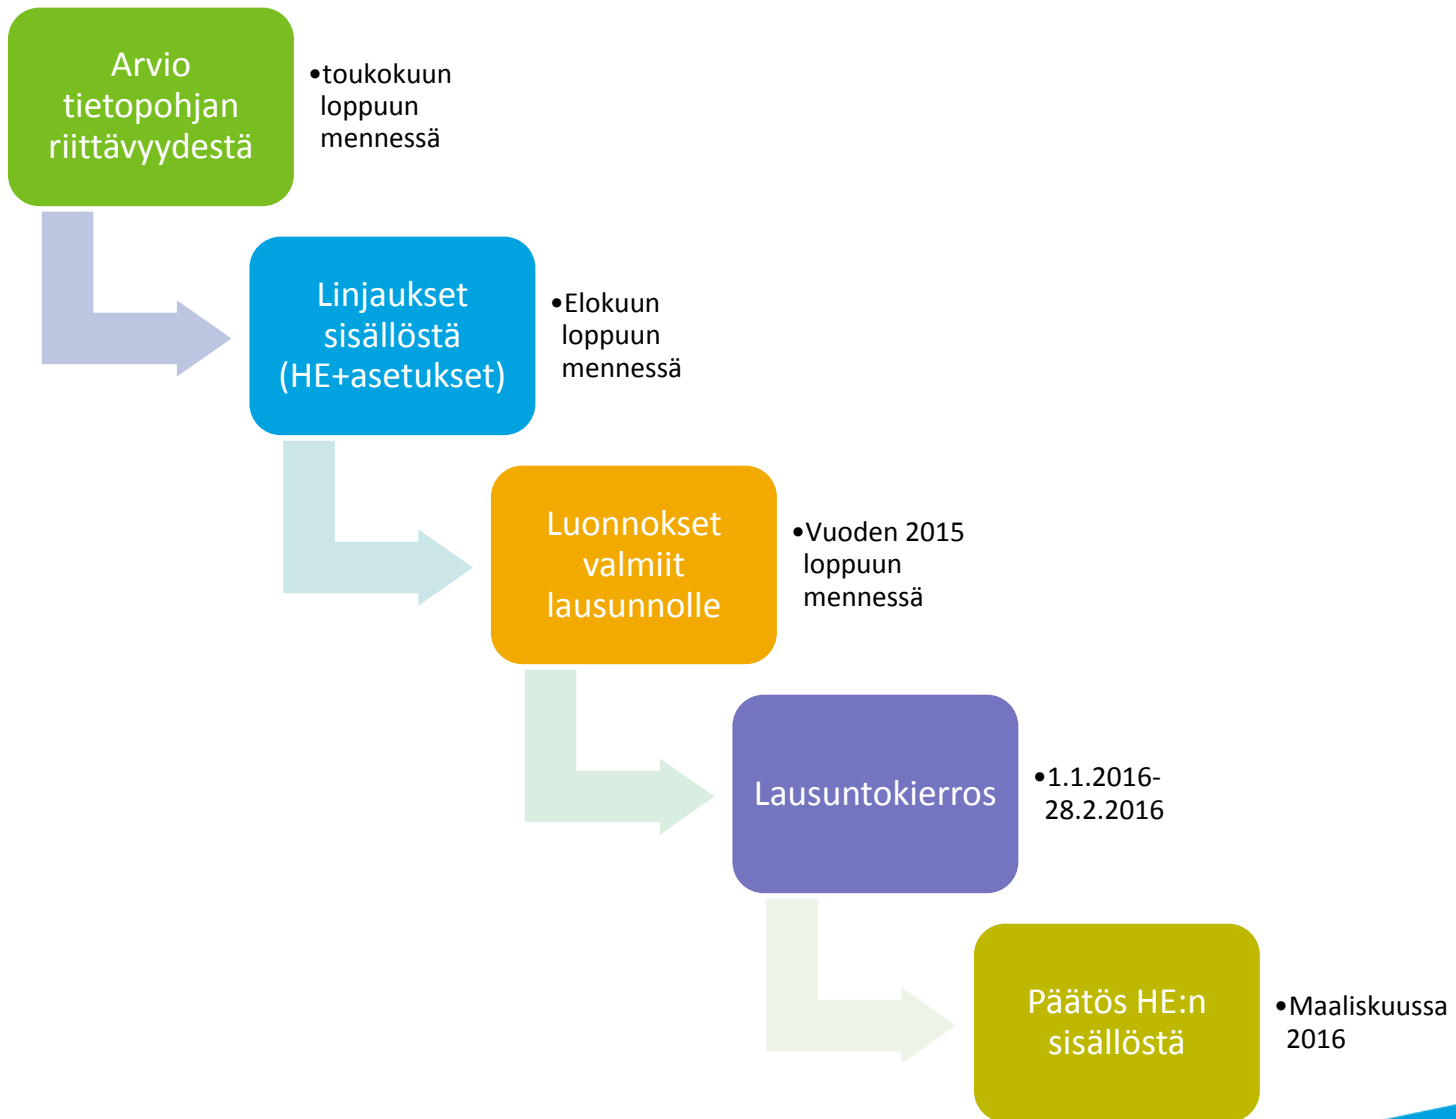 Arvio
tietopohjan
riittävyydestä
•toukokuun
loppuun
mennessä
Linjaukset
sisällöstä
(HE+asetukset)
•Elokuun
loppuun
mennessä
Luonnokset
valmiit
lausunnolle
•Vuoden 2015
loppuun
mennessä
Lausuntokierros
•1.1.2016-
28.2.2016
Päätös HE:n
sisällöstä
•Maaliskuussa
2016